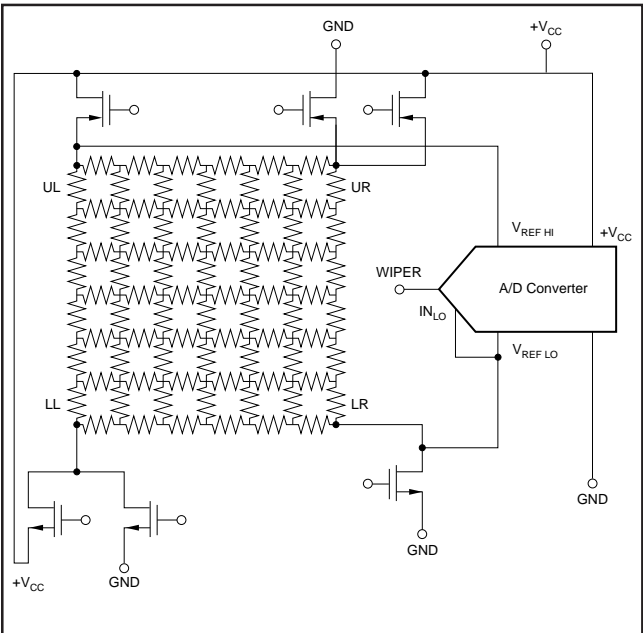 GND
+VCC
UL
UR
VREF HI
+VCC
WIPER
A/D Converter
INLO
VREF LO
LL
LR
GND
GND
+VCC
GND